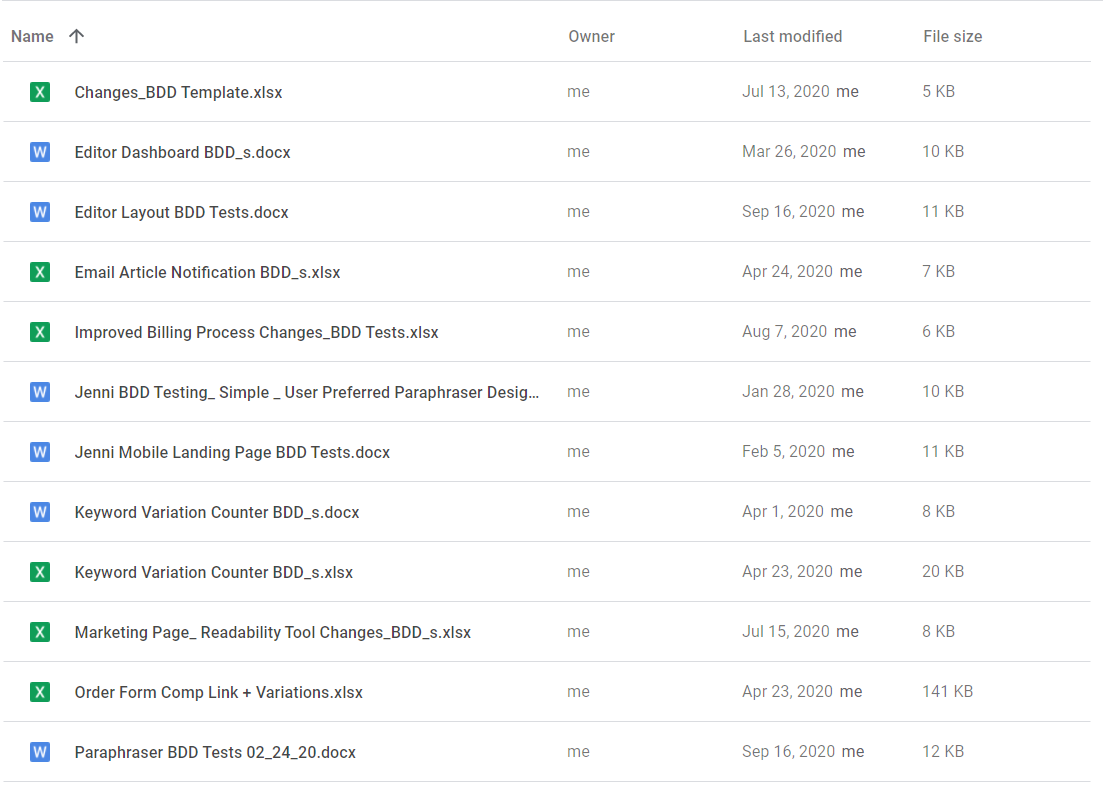 Name Owner Last modified File size
X Changes_BDD Template.xlsx me Jul 13, 2020 me 5 KB
W Editor Dashboard BDD_s.docx me Mar 26, 2020 me 10 KB
W Editor Layout BDD Tests.docx me Sep 16, 2020 me 11 KB
X Email Article Notification BDD_s.xlsx me Apr 24, 2020 me 7 KB
X Improved Billing Process Changes_BDD Tests.xlsx me Aug 7, 2020 me 6 KB
W Jenni BDD Testing_ Simple _ User Preferred Paraphraser Desig... me Jan 28, 2020 me 10 KB
W Jenni Mobile Landing Page BDD Tests.docx me Feb 5, 2020 me 11 KB
W Keyword Variation Counter BDD_s.docx me Apr 1, 2020 me 8 KB
X Keyword Variation Counter BDD_s.xlsx me Apr 23, 2020 me 20 KB
X Marketing Page_ Readability Tool Changes_BDD_s.xlsx me Jul 15, 2020 me 8 KB
X Order Form Comp Link + Variations.xlsx me Apr 23, 2020 me 141 KB
W Paraphraser BDD Tests 02_24_20.docx me Sep 16, 2020 me 12 KB